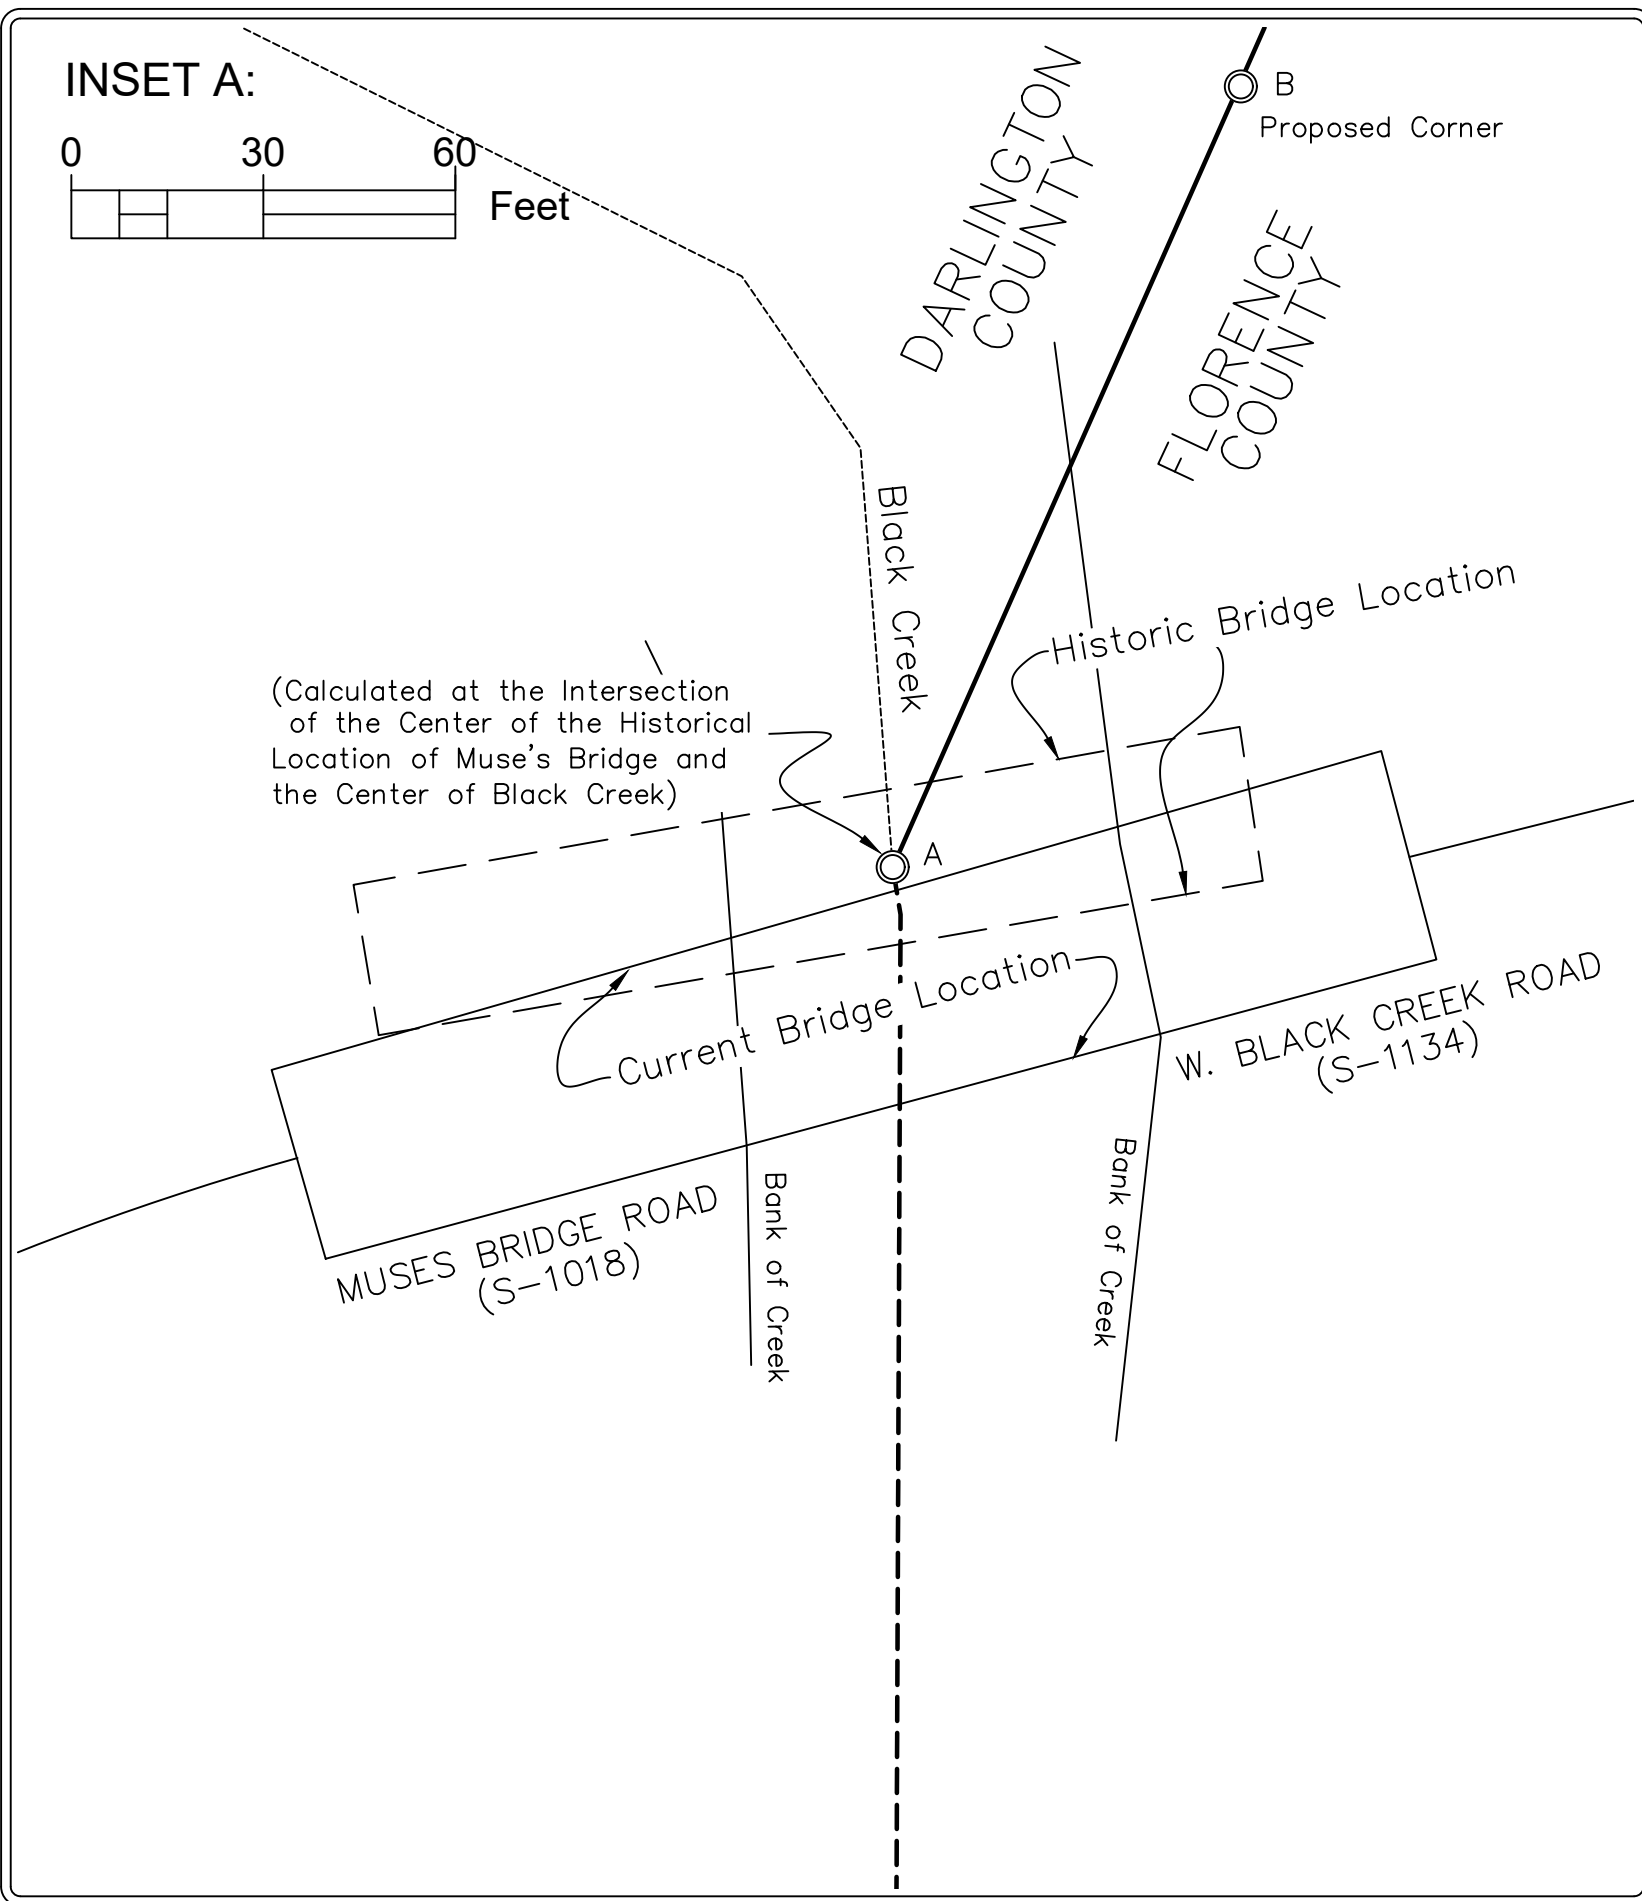 INSET A:
0 30 60
Feet
B
Proposed Corner
DARLINGTON
COUNTY
FLORENCE
COUNTY
Black Creek
Historic Bridge Location
(Calculated at the Intersection
of the Center of the Historical
Location of Muse's Bridge and
the Center of Black Creek)
A
Current Bridge Location
W. BLACK CREEK ROAD
(S-1134)
MUSES BRIDGE ROAD
(S-1018)
Bank of Creek
Bank of Creek